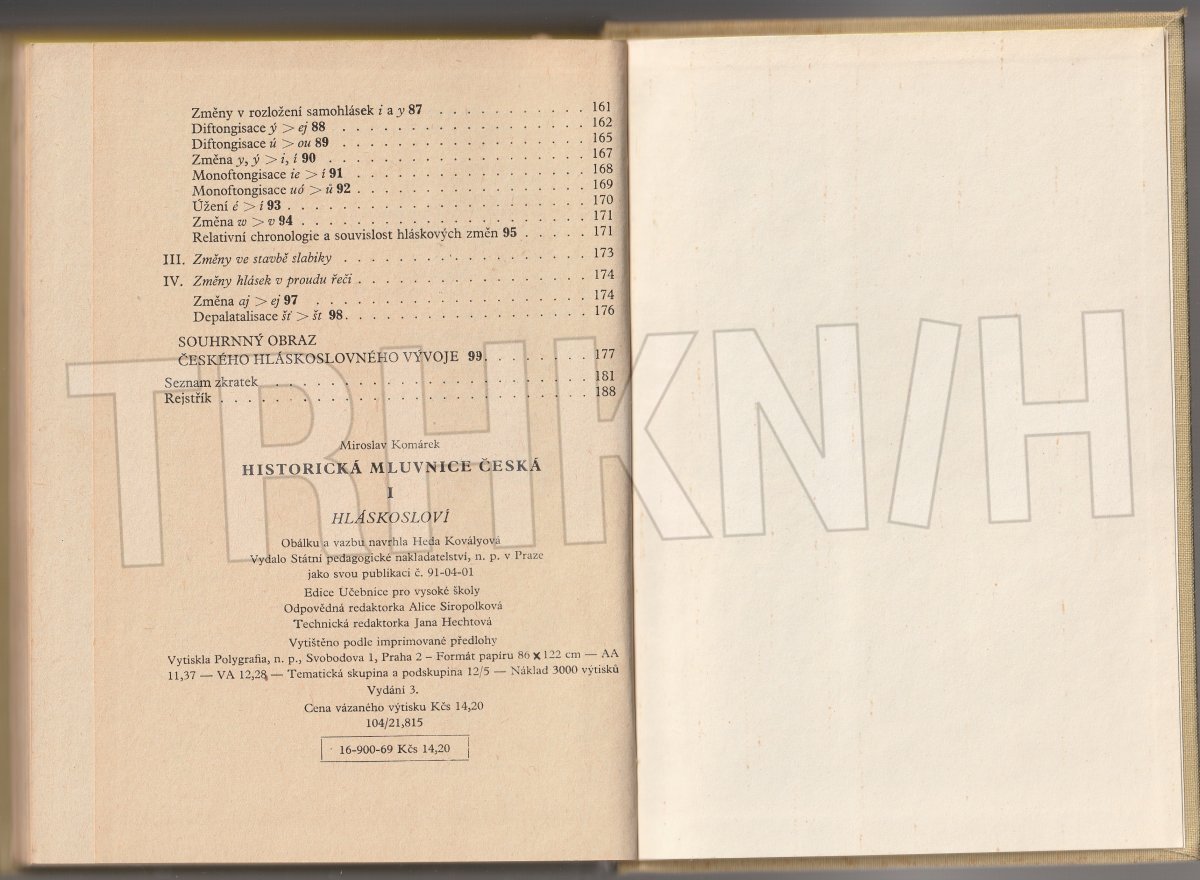 Změny v rozložení samohlásek i a y 87 . . . . . . . . . . . 161
Diftongisace ý > ej 88 . . . . . . . . . . . . . . . . . . 162
Diftongisace ú > ou 89 . . . . . . . . . . . . . . . . . . 165
Změna y, ý > i, í 90 . . . . . . . . . . . . . . . . . . . 167
Monoftongisace ie > í 91 . . . . . . . . . . . . . . . . . 168
Monoftongisace uó > ů 92 . . . . . . . . . . . . . . . . . 169
Úžení é > í 93 . . . . . . . . . . . . . . . . . . . . . . 170
Změna w > v 94 . . . . . . . . . . . . . . . . . . . . . 171
Relativní chronologie a souvislost hláskových změn 95 . . . . . 171
III. Změny ve stavbě slabiky . . . . . . . . . . . . . . . . . 173
IV. Změny hlásek v proudu řeči . . . . . . . . . . . . . . . . 174
Změna aj > ej 97 . . . . . . . . . . . . . . . . . . . . 174
Depalatalisace šť > št 98 . . . . . . . . . . . . . . . . . 176
SOUHRNNÝ OBRAZ
ČESKÉHO HLÁSKOSLOVNÉHO VÝVOJE 99 . . . . . . . . 177
Seznam zkratek . . . . . . . . . . . . . . . . . . . . . . . 181
Rejstřík . . . . . . . . . . . . . . . . . . . . . . . . . . 188
TRHKN/H
Miroslav Komárek
HISTORICKÁ MLUVNICE ČESKÁ
I
HLÁSKOSLOVÍ
Obálku a vazbu navrhla Heda Kovályová
Vydalo Státní pedagogické nakladatelství, n. p. v Praze
jako svou publikaci č. 91-04-01
Edice Učebnice pro vysoké školy
Odpovědná redaktorka Alice Siropolková
Technická redaktorka Jana Hechtová
Vytištěno podle imprimované předlohy
Vytiskla Polygrafia, n. p., Svobodova 1, Praha 2 – Formát papíru 86 × 122 cm — AA
11,37 — VA 12,28 — Tematická skupina a podskupina 12/5 — Náklad 3000 výtisků
Vydání 3.
Cena vázaného výtisku Kčs 14,20
104/21,815
16-900-69 Kčs 14,20